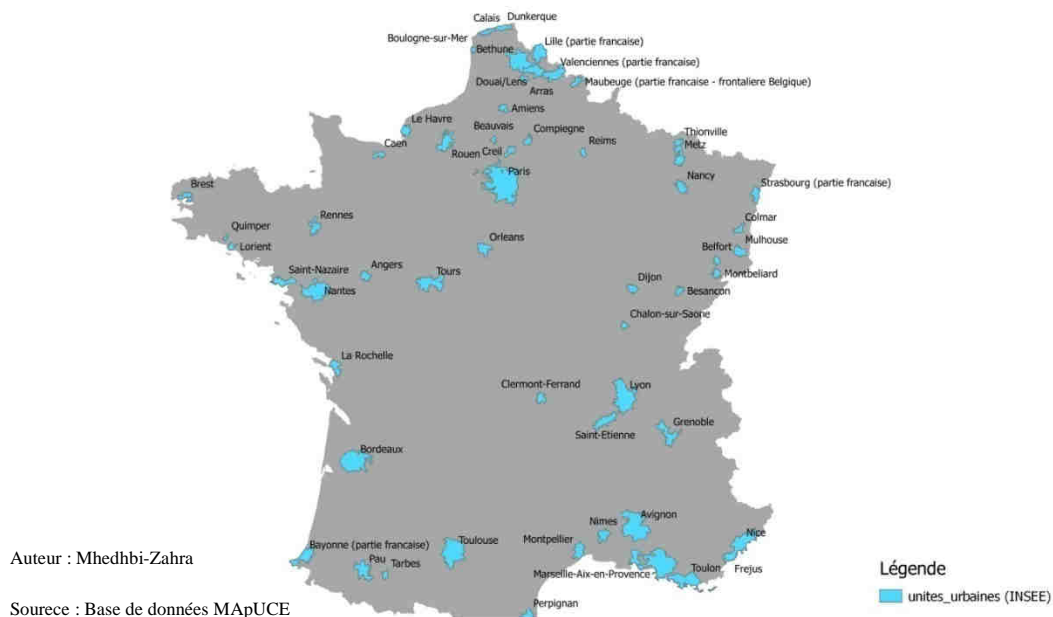 Calais
Dunkerque
Boulogne-sur-Mer
Lille (partie francaise)
Bethune
Valenciennes (partie francaise)
Douai/Lens
Maubeuge (partie francaise - frontaliere Belgique)
Arras
Amiens
Le Havre
Beauvais
Compiegne
Thionville
Caen
Rouen
Creil
Reims
Metz
Paris
Nancy
Strasbourg (partie francaise)
Brest
Rennes
Colmar
Quimper
Orleans
Mulhouse
Lorient
Belfort
Saint-Nazaire
Angers
Tours
Dijon
Montbeliard
Nantes
Besancon
Chalon-sur-Saone
La Rochelle
Clermont-Ferrand
Lyon
Grenoble
Saint-Etienne
Bordeaux
Avignon
Nimes
Nice
Bayonne (partie francaise)
Toulouse
Montpellier
Auteur : Mhedhbi-Zahra
Pau
Tarbes
Marseille-Aix-en-Provence
Toulon
Frejus
Légende
unites_urbaines (INSEE)
Perpignan
Sourece : Base de données MApUCE